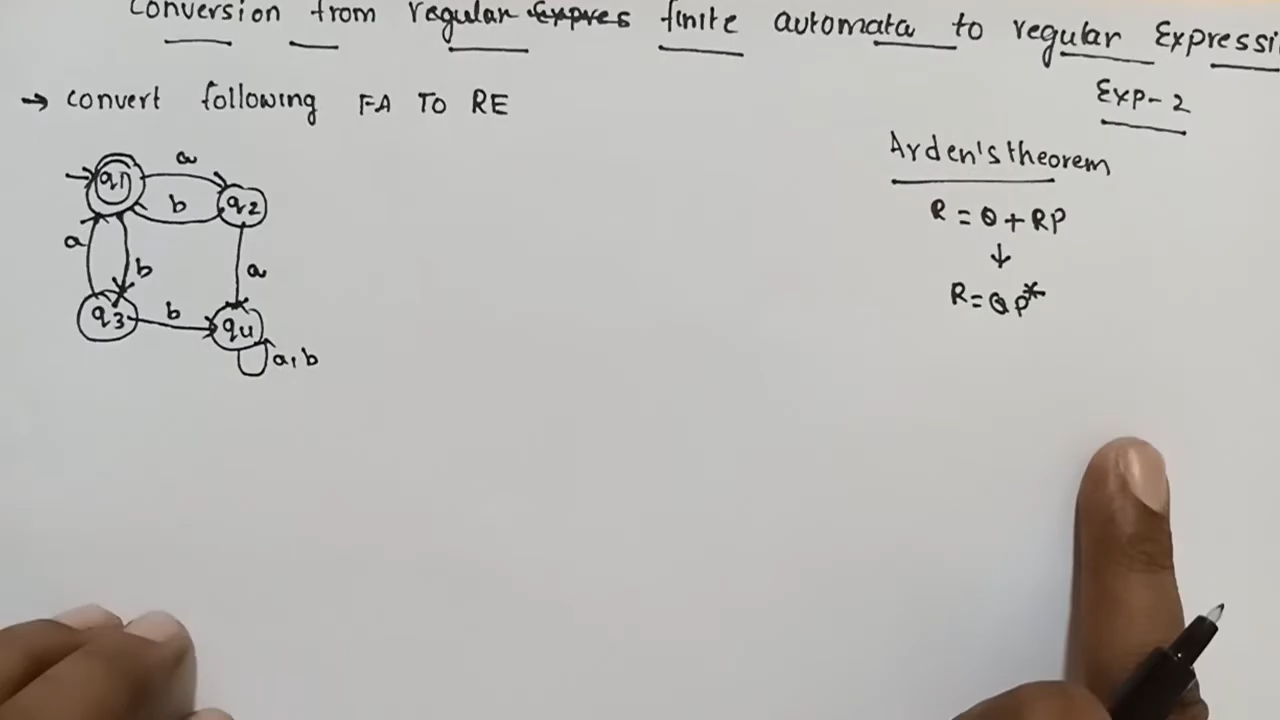 conversion from regular Expres finite automata to regular Expressi
Exp-2
→ convert following FA TO RE
Arden's theorem
R = Q + RP
↓
R = QP*
q1
a
b
q2
a
b
a
q3
b
q4
a,b